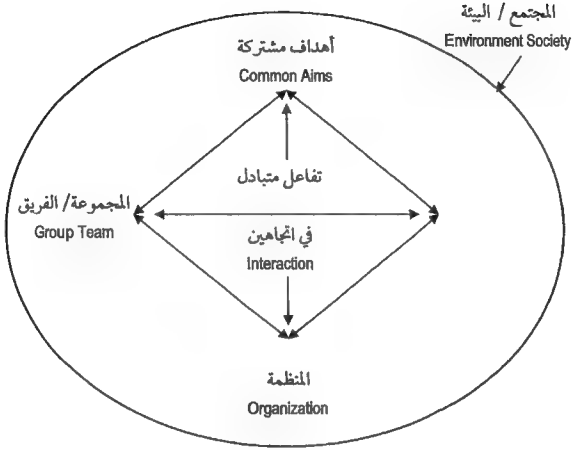 المجتمع / البيئة
Environment Society
أهداف مشتركة
Common Aims
تفاعل متبادل
المجموعة/ الفريق
Group Team
في اتجاهين
Interaction
المنظمة
Organization